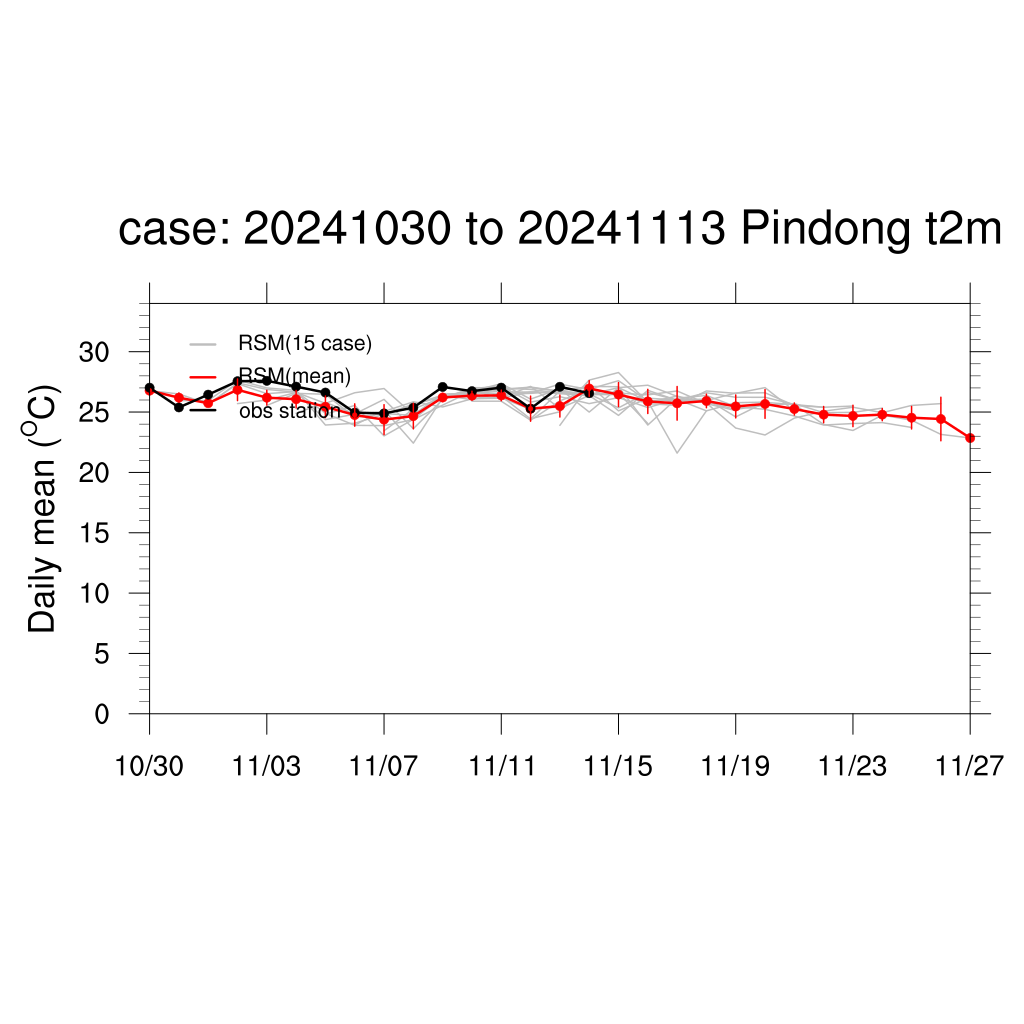 case: 20241030 to 20241113 Pindong t2m
Daily mean (°C)
30
25
20
15
10
5
0
RSM(15 case)
RSM(mean)
obs station
10/30 11/03 11/07 11/11 11/15 11/19 11/23 11/27